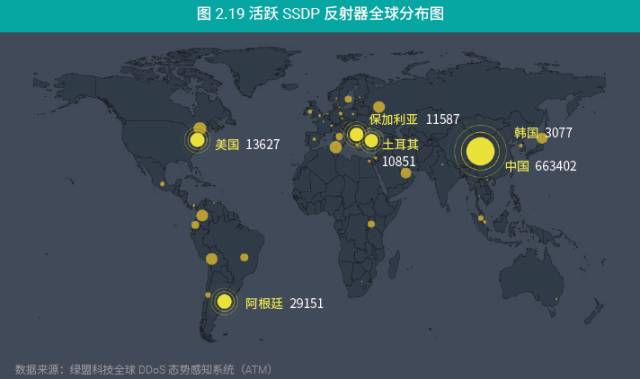 图 2.19 活跃 SSDP 反射器全球分布图
保加利亚 11587
韩国 3077
美国 13627
土耳其
10851
中国 663402
阿根廷 29151
数据来源：绿盟科技全球 DDoS 态势感知系统（ATM）